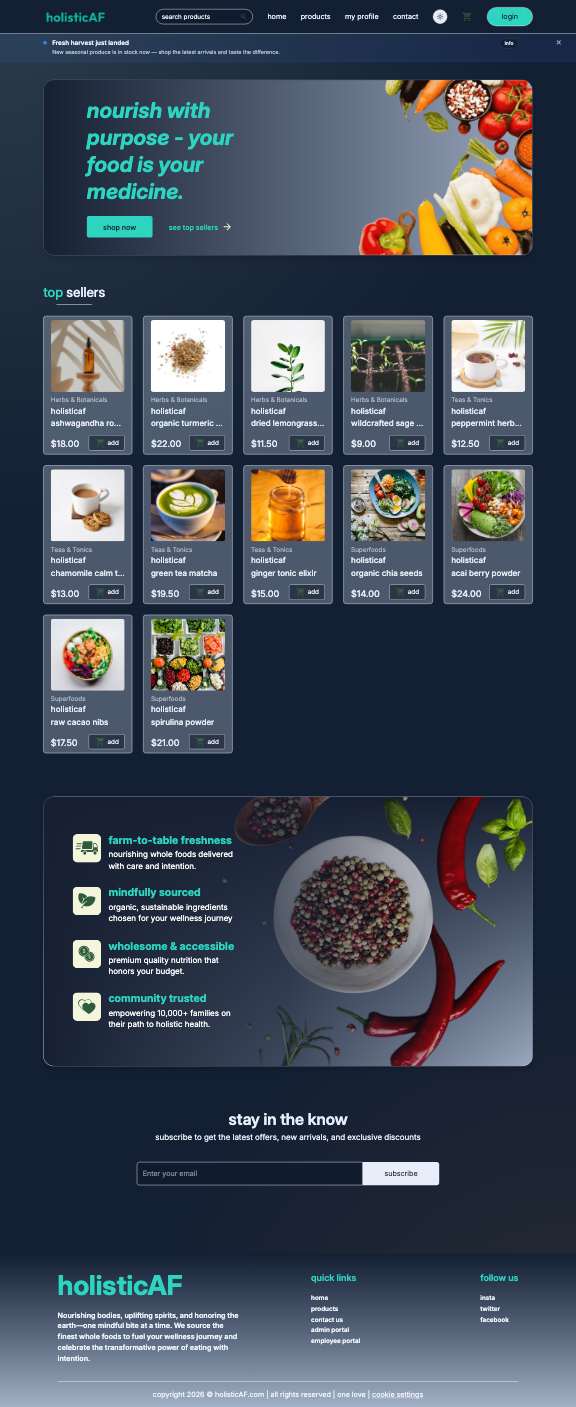 holisticAF
search products
home
products
my profile
contact
login
Fresh harvest just landed
New seasonal produce is in stock now — shop the latest arrivals and taste the difference.
Info
×
nourish with
purpose - your
food is your
medicine.
shop now
see top sellers →
top sellers
Herbs & Botanicals
holisticaf
ashwagandha ro...
$18.00
add
Herbs & Botanicals
holisticaf
organic turmeric ...
$22.00
add
Herbs & Botanicals
holisticaf
dried lemongrass...
$11.50
add
Herbs & Botanicals
holisticaf
wildcrafted sage ...
$9.00
add
Teas & Tonics
holisticaf
peppermint herb...
$12.50
add
Teas & Tonics
holisticaf
chamomile calm t...
$13.00
add
Teas & Tonics
holisticaf
green tea matcha
$19.50
add
Teas & Tonics
holisticaf
ginger tonic elixir
$15.00
add
Superfoods
holisticaf
organic chia seeds
$14.00
add
Superfoods
holisticaf
acai berry powder
$24.00
add
Superfoods
holisticaf
raw cacao nibs
$17.50
add
Superfoods
holisticaf
spirulina powder
$21.00
add
farm-to-table freshness
nourishing whole foods delivered
with care and intention.
mindfully sourced
organic, sustainable ingredients
chosen for your wellness journey
wholesome & accessible
premium quality nutrition that
honors your budget.
community trusted
empowering 10,000+ families on
their path to holistic health.
stay in the know
subscribe to get the latest offers, new arrivals, and exclusive discounts
Enter your email
subscribe
holisticAF
Nourishing bodies, uplifting spirits, and honoring the
earth—one mindful bite at a time. We source the
finest whole foods to fuel your wellness journey and
celebrate the transformative power of eating with
intention.
quick links
home
products
contact us
admin portal
employee portal
follow us
insta
twitter
facebook
copyright 2026 © holisticAF.com | all rights reserved | one love | cookie settings